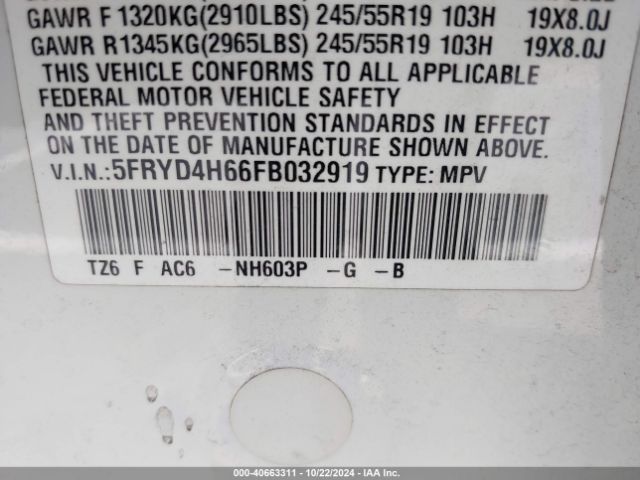 GAWR F 1320KG(2910LBS) 245/55R19 103H 19X8.0J
GAWR R1345KG(2965LBS) 245/55R19 103H 19X8.0J
THIS VEHICLE CONFORMS TO ALL APPLICABLE
FEDERAL MOTOR VEHICLE SAFETY
AND THEFT PREVENTION STANDARDS IN EFFECT
ON THE DATE OF MANUFACTURE SHOWN ABOVE.
V.I.N.:5FRYD4H66FB032919 TYPE: MPV
TZ6 F AC6 -NH603P -G -B
000-40663311 - 10/22/2024 - IAAI.COM